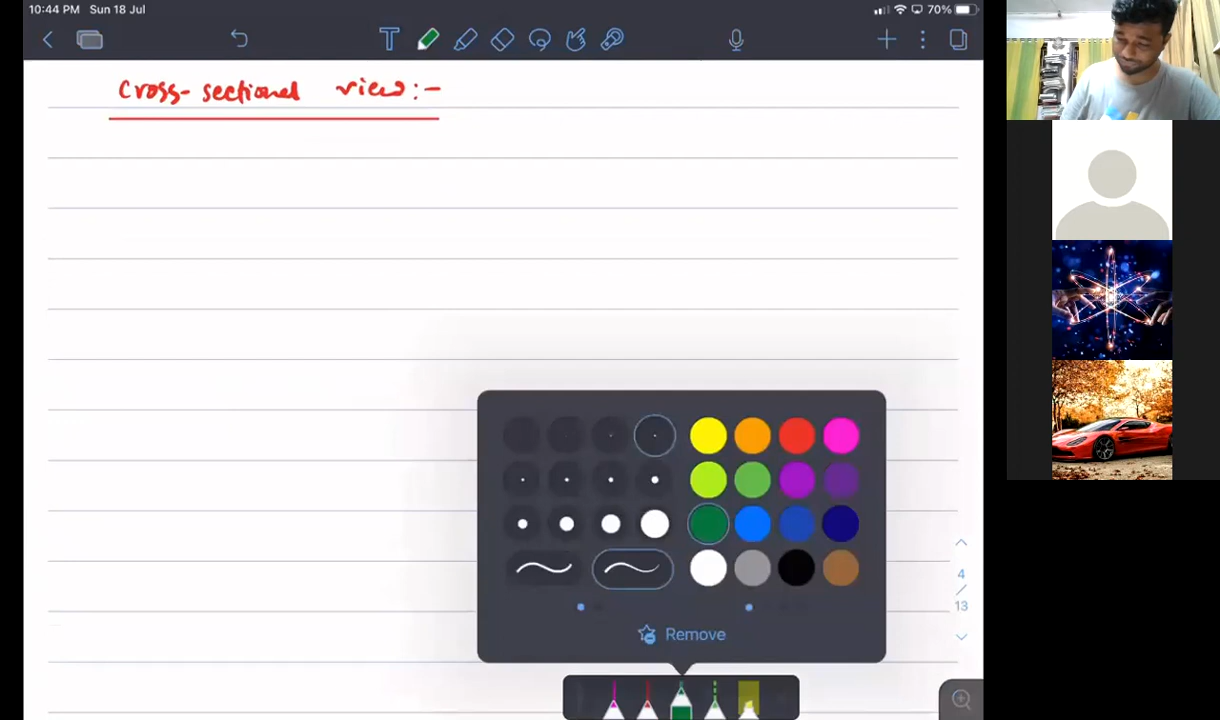 10:44 PM Sun 18 Jul
70%
T
Cross-sectional view:-
4
/
13
Remove